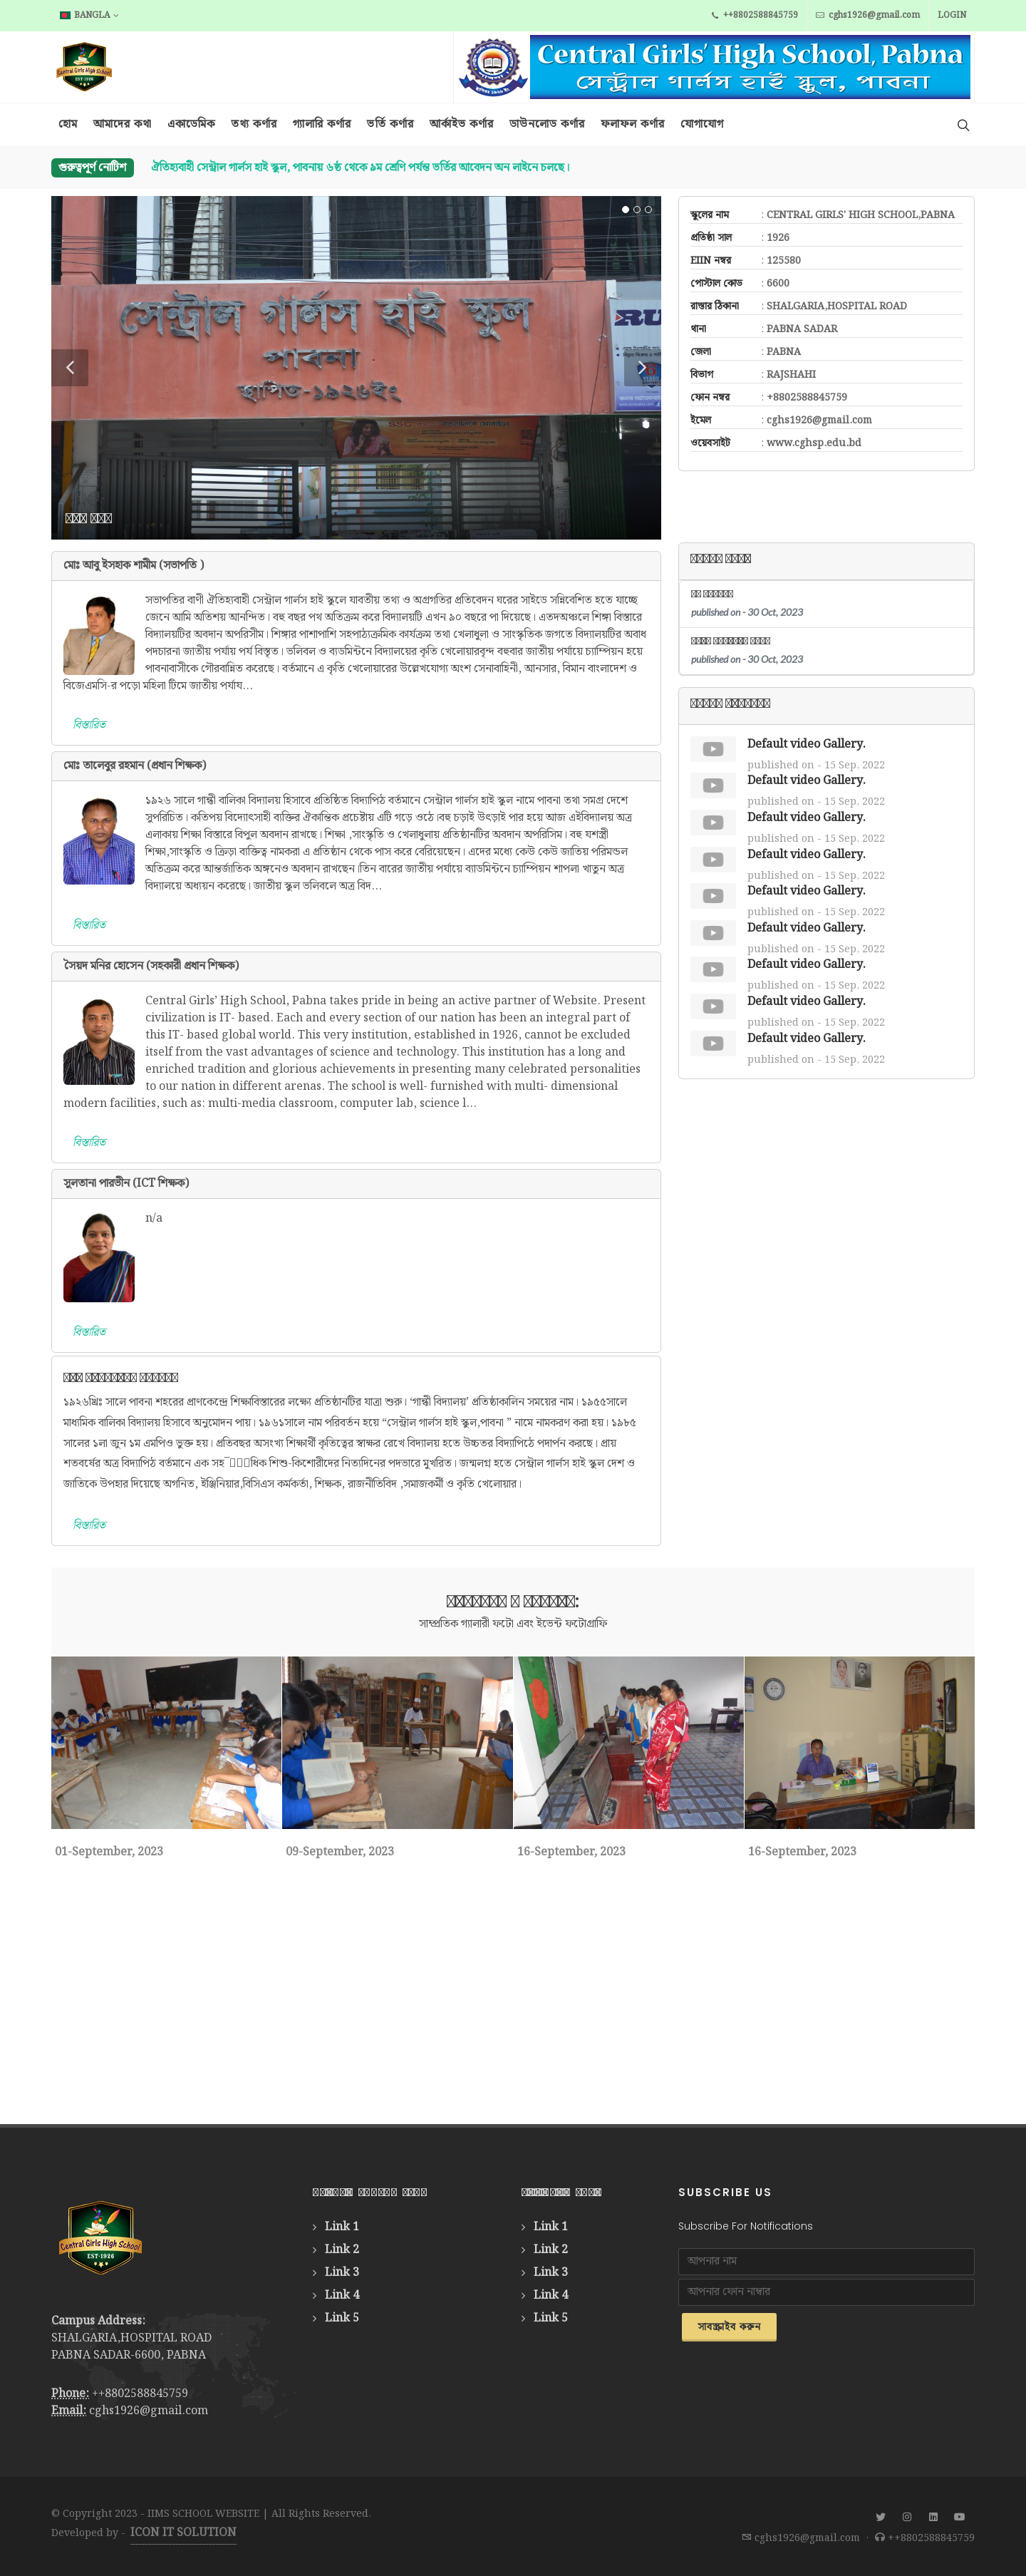 BANGLA
++8802588845759
cghs1926@gmail.com
LOGIN
Central Girls High School
EST-1926
Central Girls' High School, Pabna
সেন্ট্রাল গার্লস হাই স্কুল, পাবনা
হোম আমাদের কথা একাডেমিক তথ্য কর্ণার গ্যালারি কর্ণার ভর্তি কর্ণার আর্কাইভ কর্ণার ডাউনলোড কর্ণার ফলাফল কর্ণার যোগাযোগ
গুরুত্বপূর্ণ নোটিশ
ঐতিহ্যবাহী সেন্ট্রাল গার্লস হাই স্কুল, পাবনায় ৬ষ্ঠ থেকে ৯ম শ্রেণি পর্যন্ত ভর্তির আবেদন অন লাইনে চলছে।
সেন্ট্রাল গার্লস হাই স্কুল
পাবনা
স্থাপিত-১৯২৬ইং
স্কুলের নাম : CENTRAL GIRLS' HIGH SCHOOL,PABNA
প্রতিষ্ঠা সাল : 1926
EIIN নম্বর : 125580
পোস্টাল কোড : 6600
রাস্তার ঠিকানা : SHALGARIA,HOSPITAL ROAD
থানা : PABNA SADAR
জেলা : PABNA
বিভাগ : RAJSHAHI
ফোন নম্বর : +8802588845759
ইমেল : cghs1926@gmail.com
ওয়েবসাইট : www.cghsp.edu.bd
published on - 30 Oct, 2023
published on - 30 Oct, 2023
মোঃ আবু ইসহাক শামীম (সভাপতি )
সভাপতির বাণী ঐতিহ্যবাহী সেন্ট্রাল গার্লস হাই স্কুলে যাবতীয় তথ্য ও অগ্রগতির প্রতিবেদন ঘরের সাইডে সন্নিবেশিত হতে যাচ্ছে
জেনে আমি অতিশয় আনন্দিত। বহু বছর পথ অতিক্রম করে বিদ্যালয়টি এখন ৯০ বছরে পা দিয়েছে। এতদঅঞ্চলে শিক্ষা বিস্তারে
বিদ্যালয়টির অবদান অপরিসীম। শিক্ষার পাশাপাশি সহপাঠ্যক্রমিক কার্যক্রম তথা খেলাধুলা ও সাংস্কৃতিক জগতে বিদ্যালয়টির অবাধ
পদচারনা জাতীয় পর্যায় পর্য বিস্তৃত। ভলিবল ও ব্যডমিন্টনে বিদ্যালয়ের কৃতি খেলোয়ারবৃন্দ বহুবার জাতীয় পর্যায়ে চ্যাম্পিয়ন হয়ে
পাবনাবাসীকে গৌরবান্নিত করেছে। বর্তমানে এ কৃতি খেলোয়ারের উল্লেখযোগ্য অংশ সেনাবাহিনী, আনসার, বিমান বাংলাদেশ ও
বিজেএমসি-র পড়ো মহিলা টিমে জাতীয় পর্যায...
বিস্তারিত
Default video Gallery.
published on - 15 Sep. 2022
Default video Gallery.
published on - 15 Sep. 2022
Default video Gallery.
published on - 15 Sep. 2022
Default video Gallery.
published on - 15 Sep. 2022
Default video Gallery.
published on - 15 Sep. 2022
Default video Gallery.
published on - 15 Sep. 2022
Default video Gallery.
published on - 15 Sep. 2022
Default video Gallery.
published on - 15 Sep. 2022
Default video Gallery.
published on - 15 Sep. 2022
মোঃ তালেবুর রহমান (প্রধান শিক্ষক)
১৯২৬ সালে গান্ধী বালিকা বিদ্যালয় হিসাবে প্রতিষ্ঠিত বিদ্যাপিঠ বর্তমানে সেন্ট্রাল গার্লস হাই স্কুল নামে পাবনা তথা সমগ্র দেশে
সুপরিচিত। কতিপয় বিদ্যোৎসাহী ব্যক্তির ঐকান্তিক প্রচেষ্টায় এটি গড়ে ওঠে।বহু চড়াই উৎড়াই পার হয়ে আজ এইবিদ্যালয় অত্র
এলাকায় শিক্ষা বিস্তারে বিপুল অবদান রাখছে। শিক্ষা ,সাংস্কৃতি ও খেলাধুলায় প্রতিষ্ঠানটির অবদান অপরিসিম। বহু যশস্ত্রী
শিক্ষা,সাংস্কৃতি ও ক্রিড়া ব্যক্তিত্ব নামকরা এ প্রতিষ্ঠান থেকে পাস করে বেরিয়েছেন। এদের মধ্যে কেউ কেউ জাতিয় পরিমন্ডল
অতিক্রম করে আন্তর্জাতিক অঙ্গনেও অবদান রাখছেন।তিন বারের জাতীয় পর্যায়ে ব্যাডমিন্টনে চ্যাম্পিয়ন শাপলা খাতুন অত্র
বিদ্যালয়ে অধ্যয়ন করেছে। জাতীয় স্কুল ভলিবলে অত্র বিদ...
বিস্তারিত
সৈয়দ মনির হোসেন (সহকারী প্রধান শিক্ষক)
Central Girls' High School, Pabna takes pride in being an active partner of Website. Present
civilization is IT- based. Each and every section of our nation has been an integral part of
this IT- based global world. This very institution, established in 1926, cannot be excluded
itself from the vast advantages of science and technology. This institution has a long and
enriched tradition and glorious achievements in presenting many celebrated personalities
to our nation in different arenas. The school is well- furnished with multi- dimensional
modern facilities, such as: multi-media classroom, computer lab, science l...
বিস্তারিত
সুলতানা পারভীন (ICT শিক্ষক)
n/a
বিস্তারিত
১৯২৬খ্রিঃ সালে পাবনা শহরের প্রাণকেন্দ্রে শিক্ষাবিস্তারের লক্ষ্যে প্রতিষ্ঠানটির যাত্রা শুরু। 'গান্ধী বিদ্যালয়' প্রতিষ্ঠাকালিন সময়ের নাম। ১৯৫৫সালে
মাধ্যমিক বালিকা বিদ্যালয় হিসাবে অনুমোদন পায়। ১৯৬১সালে নাম পরিবর্তন হয়ে “সেন্ট্রাল গার্লস হাই স্কুল,পাবনা ” নামে নামকরণ করা হয়। ১৯৮৫
সালের ১লা জুন ১ম এমপিও ভুক্ত হয়। প্রতিবছর অসংখ্য শিক্ষার্থী কৃতিত্বের স্বাক্ষর রেখে বিদ্যালয় হতে উচ্চতর বিদ্যাপিঠে পদার্পন করছে। প্রায়
শতবর্ষের অত্র বিদ্যাপিঠ বর্তমানে এক সহ ধিক শিশু-কিশোরীদের নিত্যদিনের পদভারে মুখরিত। জন্মলগ্ন হতে সেন্ট্রাল গার্লস হাই স্কুল দেশ ও
জাতিকে উপহার দিয়েছে অগনিত, ইঞ্জিনিয়ার,বিসিএস কর্মকর্তা, শিক্ষক, রাজনীতিবিদ ,সমাজকর্মী ও কৃতি খেলোয়ার।
বিস্তারিত
সাম্প্রতিক গ্যালারী ফটো এবং ইভেন্ট ফটোগ্রাফি
01-September, 2023
09-September, 2023
16-September, 2023
16-September, 2023
Central Girls High School
EST-1926
Campus Address:
SHALGARIA,HOSPITAL ROAD
PABNA SADAR-6600, PABNA
Phone: ++8802588845759
Email: cghs1926@gmail.com
Link 1
Link 2
Link 3
Link 4
Link 5
Link 1
Link 2
Link 3
Link 4
Link 5
SUBSCRIBE US
Subscribe For Notifications
আপনার নাম
আপনার ফোন নাম্বার
সাবস্ক্রাইব করুন
© Copyright 2023 - IIMS SCHOOL WEBSITE | All Rights Reserved.
Developed by - ICON IT SOLUTION
cghs1926@gmail.com · ++8802588845759